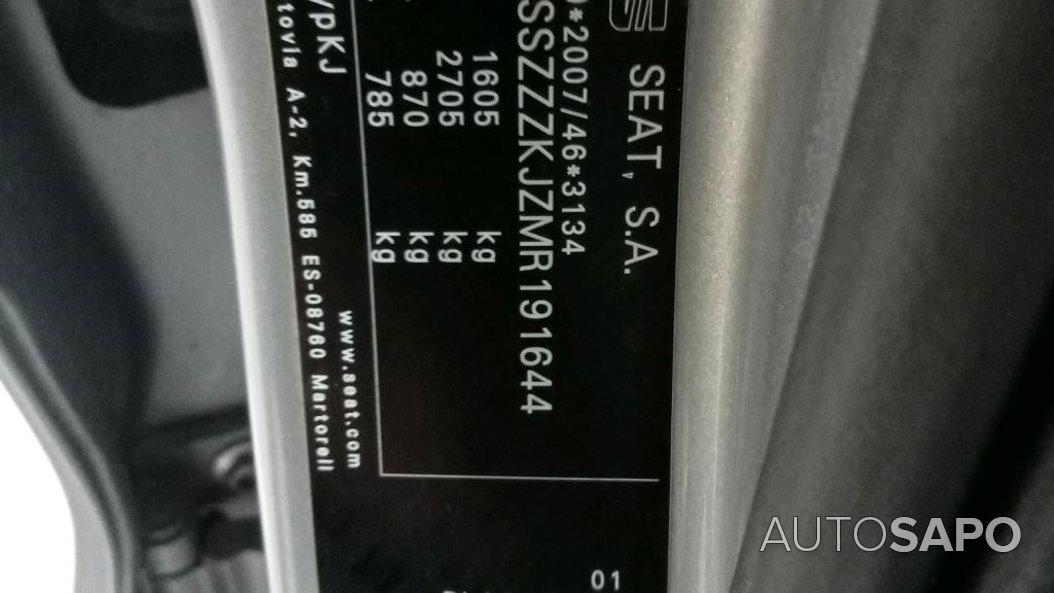 SEAT, S.A.
*2007/46*3134
SSZZZKJZMR191644
1605 kg
2705 kg
870 kg
785 kg
/pKJ
www.seat.com
tovía A-2, Km.585 ES-08760 Martorell
01
AUTOSAPO